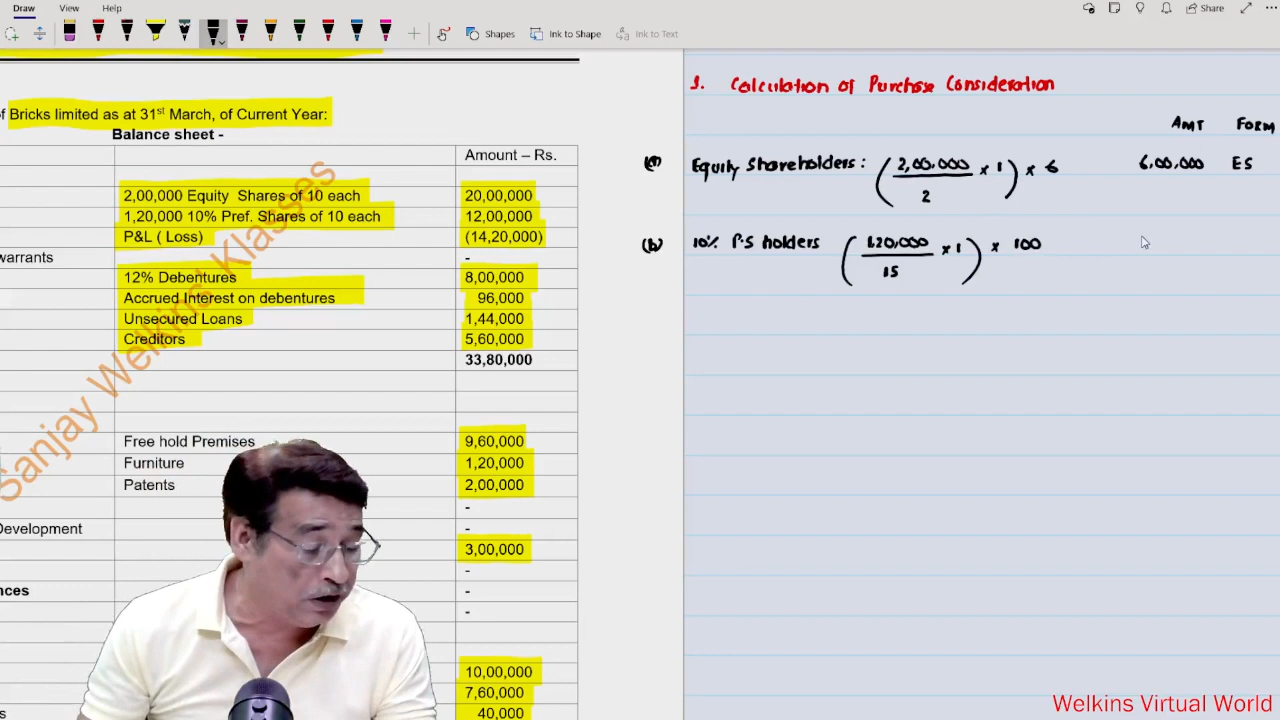 Draw View Help
Share
Shapes Ink to Shape Ink to Text
of Bricks limited as at 31st March, of Current Year:
Balance sheet -
Amount – Rs.
2,00,000 Equity Shares of 10 each 20,00,000
1,20,000 10% Pref. Shares of 10 each 12,00,000
P&L ( Loss) (14,20,000)
warrants -
12% Debentures 8,00,000
Accrued Interest on debentures 96,000
Unsecured Loans 1,44,000
Creditors 5,60,000
33,80,000
Free hold Premises 9,60,000
Furniture 1,20,000
Patents 2,00,000
-
Development -
3,00,000
-
nces -
-
10,00,000
7,60,000
s 40,000
Sanjay Welkins Klasses
1. Calculation of Purchase Consideration
AMT FORM
(a) Equity Shareholders : (2,00,000 / 2 × 1) × 6 6,00,000 ES
(b) 10% P.S holders (1,20,000 / 15 × 1) × 100
Welkins Virtual World